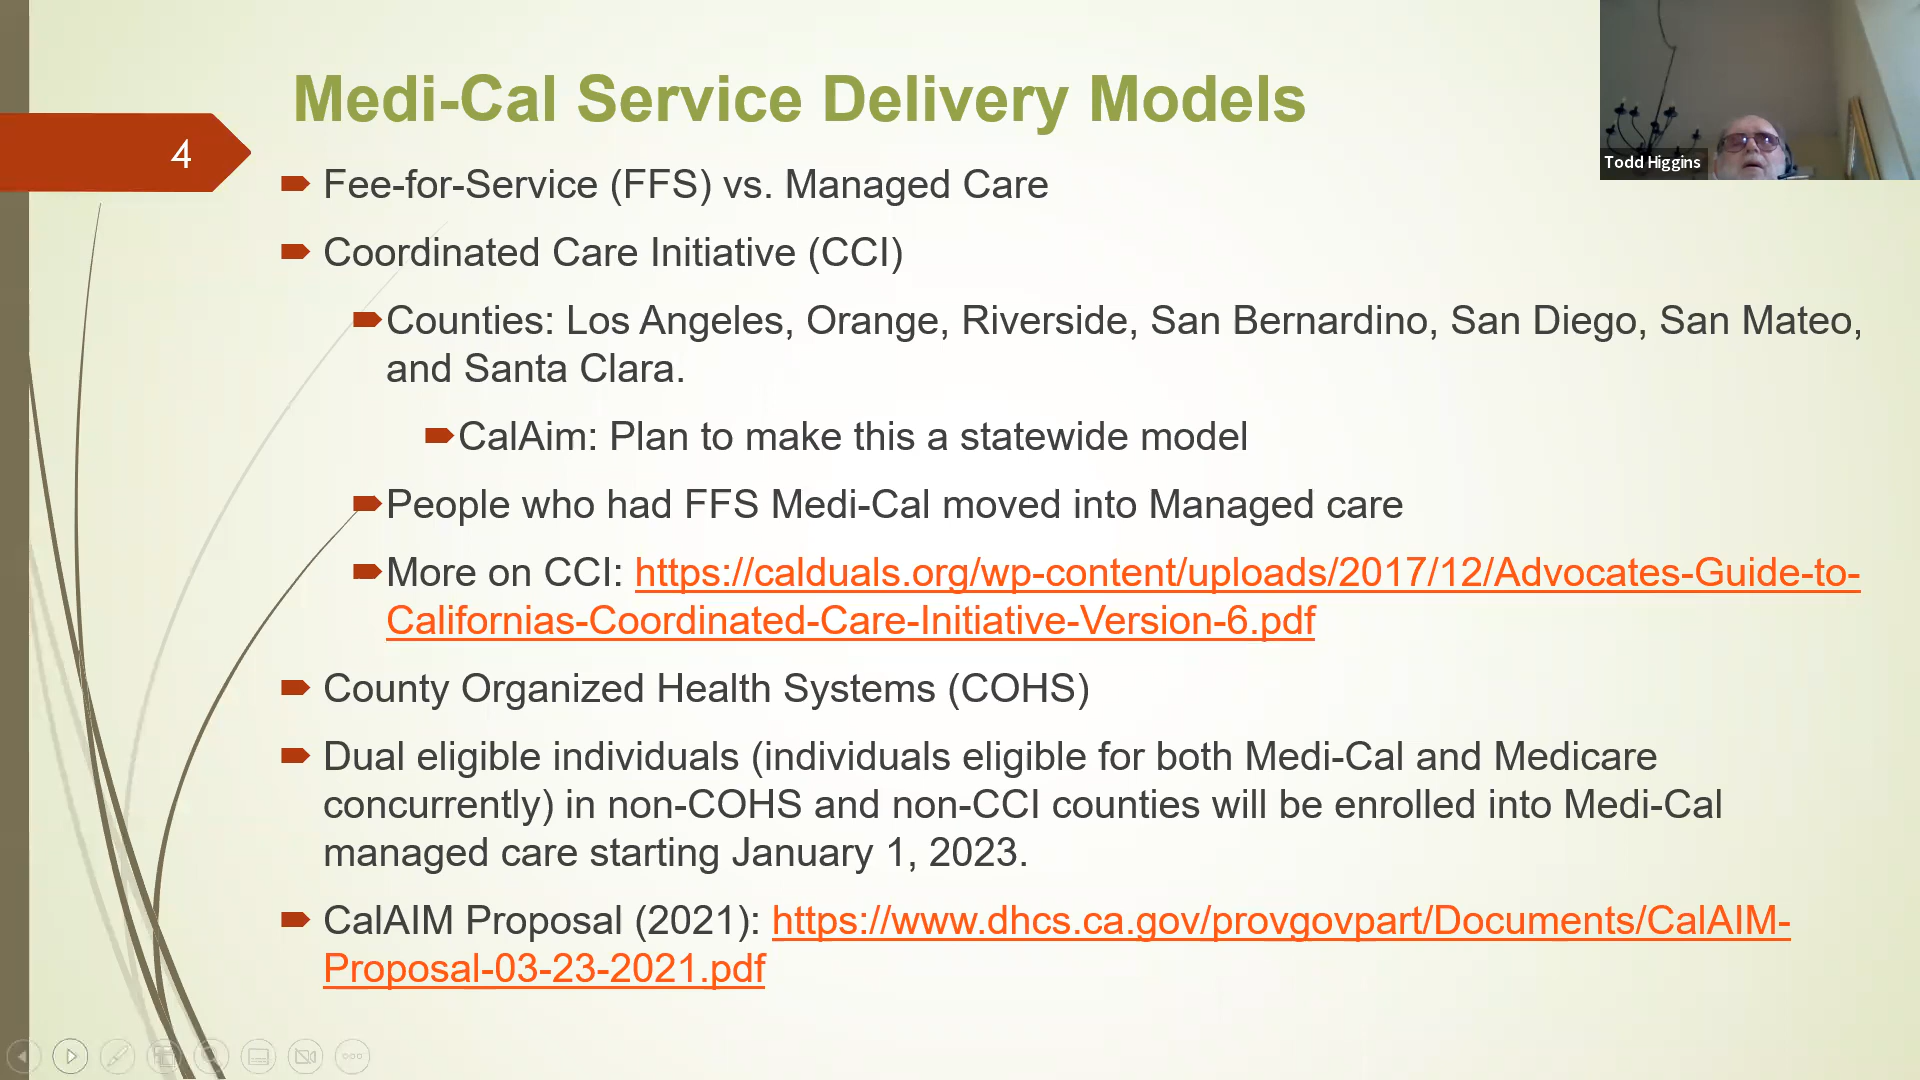 Medi-Cal Service Delivery Models
4
Todd Higgins
Fee-for-Service (FFS) vs. Managed Care
Coordinated Care Initiative (CCI)
Counties: Los Angeles, Orange, Riverside, San Bernardino, San Diego, San Mateo,
and Santa Clara.
CalAim: Plan to make this a statewide model
People who had FFS Medi-Cal moved into Managed care
More on CCI: https://calduals.org/wp-content/uploads/2017/12/Advocates-Guide-to-
Californias-Coordinated-Care-Initiative-Version-6.pdf
County Organized Health Systems (COHS)
Dual eligible individuals (individuals eligible for both Medi-Cal and Medicare
concurrently) in non-COHS and non-CCI counties will be enrolled into Medi-Cal
managed care starting January 1, 2023.
CalAIM Proposal (2021): https://www.dhcs.ca.gov/provgovpart/Documents/CalAIM-
Proposal-03-23-2021.pdf